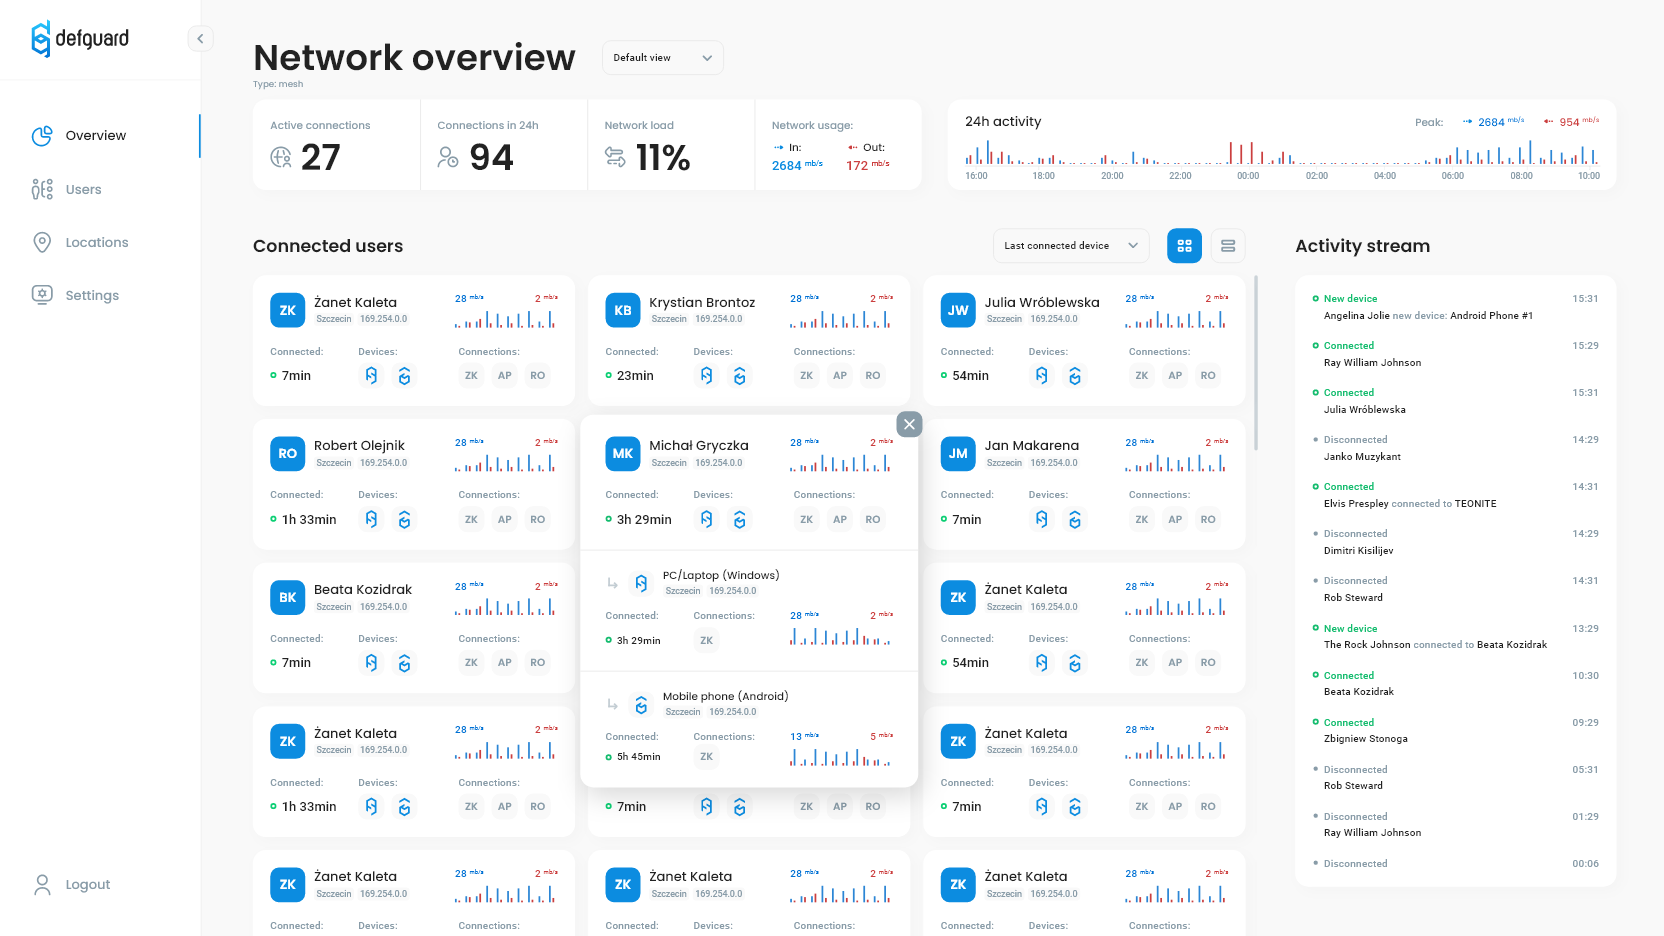 defguard
Overview
Users
Locations
Settings
Logout
Network overview
Default view
Type: mesh
Active connections
27
Connections in 24h
94
Network load
11%
Network usage:
In:
2684 mb/s
Out:
172 mb/s
24h activity
Peak: 2684 mb/s 954 mb/s
16:00 18:00 20:00 22:00 00:00 02:00 04:00 06:00 08:00 10:00
Connected users
Last connected device
ZK Żanet Kaleta 28 mb/s 2 mb/s
Szczecin 169.254.0.0
Connected: Devices: Connections:
7min ZK AP RO
KB Krystian Brontoz 28 mb/s 2 mb/s
Szczecin 169.254.0.0
Connected: Devices: Connections:
23min ZK AP RO
JW Julia Wróblewska 28 mb/s 2 mb/s
Szczecin 169.254.0.0
Connected: Devices: Connections:
54min ZK AP RO
RO Robert Olejnik 28 mb/s 2 mb/s
Szczecin 169.254.0.0
Connected: Devices: Connections:
1h 33min ZK AP RO
MK Michał Gryczka 28 mb/s 2 mb/s
Szczecin 169.254.0.0
Connected: Devices: Connections:
3h 29min ZK AP RO
PC/Laptop (Windows)
Szczecin 169.254.0.0
Connected: Connections: 28 mb/s 2 mb/s
3h 29min ZK
Mobile phone (Android)
Szczecin 169.254.0.0
Connected: Connections: 13 mb/s 5 mb/s
5h 45min ZK
JM Jan Makarena 28 mb/s 2 mb/s
Szczecin 169.254.0.0
Connected: Devices: Connections:
7min ZK AP RO
BK Beata Kozidrak 28 mb/s 2 mb/s
Szczecin 169.254.0.0
Connected: Devices: Connections:
7min ZK AP RO
ZK Żanet Kaleta 28 mb/s 2 mb/s
Szczecin 169.254.0.0
Connected: Devices: Connections:
54min ZK AP RO
ZK Żanet Kaleta 28 mb/s 2 mb/s
Szczecin 169.254.0.0
Connected: Devices: Connections:
1h 33min ZK AP RO
7min ZK AP RO
ZK Żanet Kaleta 28 mb/s 2 mb/s
Szczecin 169.254.0.0
Connected: Devices: Connections:
7min ZK AP RO
ZK Żanet Kaleta 28 mb/s 2 mb/s
Szczecin 169.254.0.0
Connected: Devices: Connections:
ZK Żanet Kaleta 28 mb/s 2 mb/s
Szczecin 169.254.0.0
Connected: Devices: Connections:
ZK Żanet Kaleta 28 mb/s 2 mb/s
Szczecin 169.254.0.0
Connected: Devices: Connections:
Activity stream
New device 15:31
Angelina Jolie new device: Android Phone #1
Connected 15:29
Ray William Johnson
Connected 15:31
Julia Wróblewska
Disconnected 14:29
Janko Muzykant
Connected 14:31
Elvis Prespley connected to TEONITE
Disconnected 14:29
Dimitri Kisilijev
Disconnected 14:31
Rob Steward
New device 13:29
The Rock Johnson connected to Beata Kozidrak
Connected 10:30
Beata Kozidrak
Connected 09:29
Zbigniew Stonoga
Disconnected 05:31
Rob Steward
Disconnected 01:29
Ray William Johnson
Disconnected 00:06